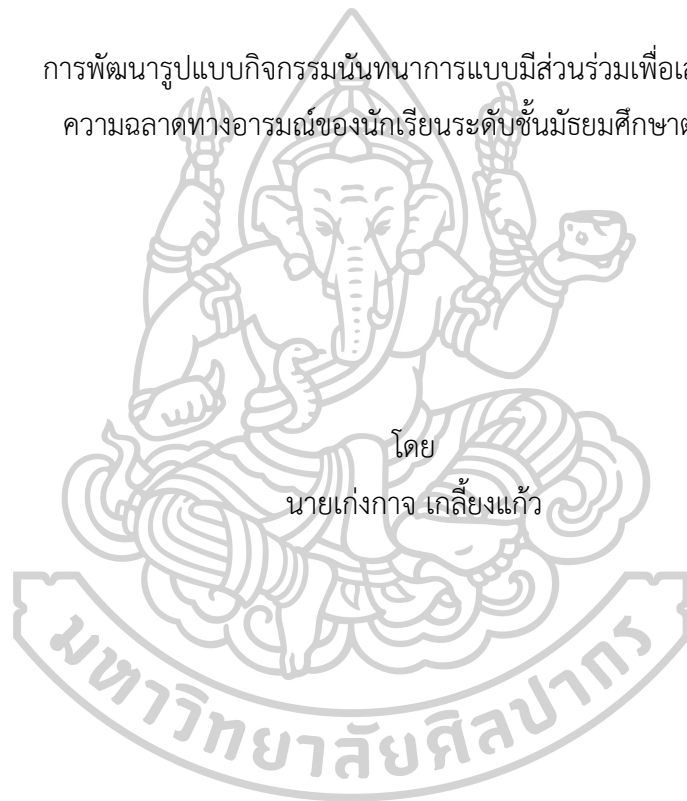 การพัฒนารูปแบบกิจกรรมนันทนาการแบบมีส่วนร่วมเพื่อ
ความฉลาดทางอารมณ์ของนักเรียนระดับชั้นมัธยมศึกษา
โดย
นายเก่งกาจ เกลี้ยงแก้ว
มหาวิทยาลัยศิลปากร